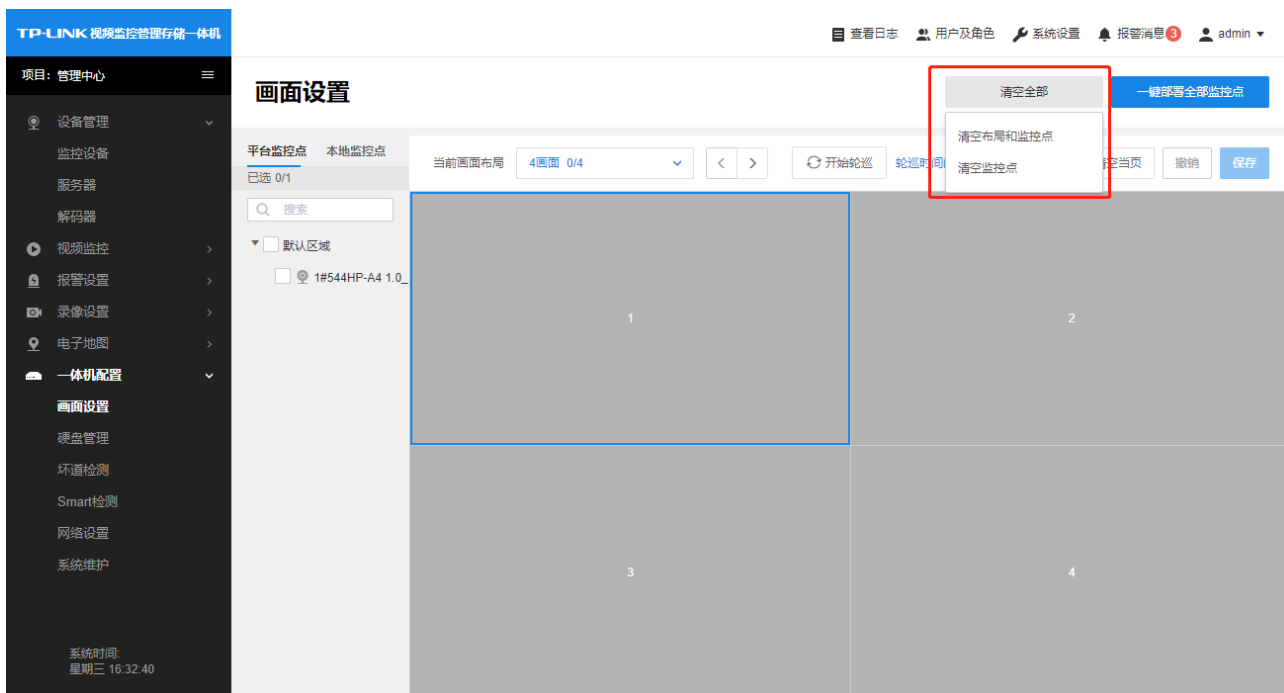 TP-LINK 视频监控管理存储一体机
查看日志 用户及角色 系统设置 报警消息 3 admin
项目: 管理中心
画面设置
清空全部 一键部署全部监控点
清空布局和监控点
清空监控点
设备管理
监控设备
服务器
解码器
视频监控
报警设置
录像设置
电子地图
一体机配置
画面设置
硬盘管理
坏道检测
Smart检测
网络设置
系统维护
系统时间:
星期三 16:32:40
平台监控点 本地监控点
已选 0/1
搜索
默认区域
1#544HP-A4 1.0_
当前画面布局 4画面 0/4 < > 开始轮巡 轮巡时间 空当页 撤销 保存
1 2
3 4